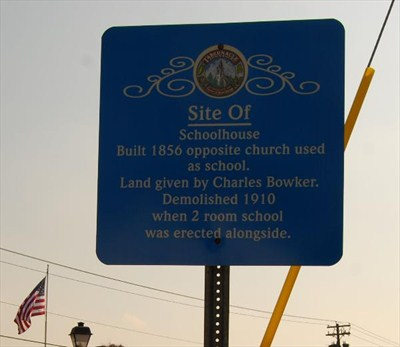 TABERNACLE
Site Of
Schoolhouse
Built 1856 opposite church used
as school.
Land given by Charles Bowker.
Demolished 1910
when 2 room school
was erected alongside.